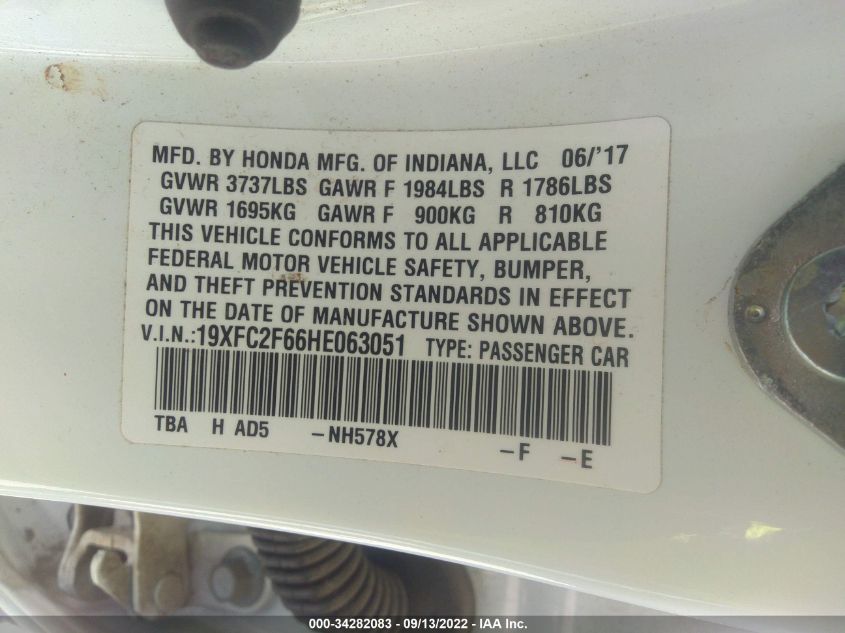 MFD. BY HONDA MFG. OF INDIANA, LLC 06/'17
GVWR 3737LBS GAWR F 1984LBS R 1786LBS
GVWR 1695KG GAWR F 900KG R 810KG
THIS VEHICLE CONFORMS TO ALL APPLICABLE
FEDERAL MOTOR VEHICLE SAFETY, BUMPER,
AND THEFT PREVENTION STANDARDS IN EFFECT
ON THE DATE OF MANUFACTURE SHOWN ABOVE.
V.I.N.:19XFC2F66HE063051 TYPE: PASSENGER CAR
TBA H AD5 -NH578X -F -E
000-34282083 - 09/13/2022 - IAA Inc.